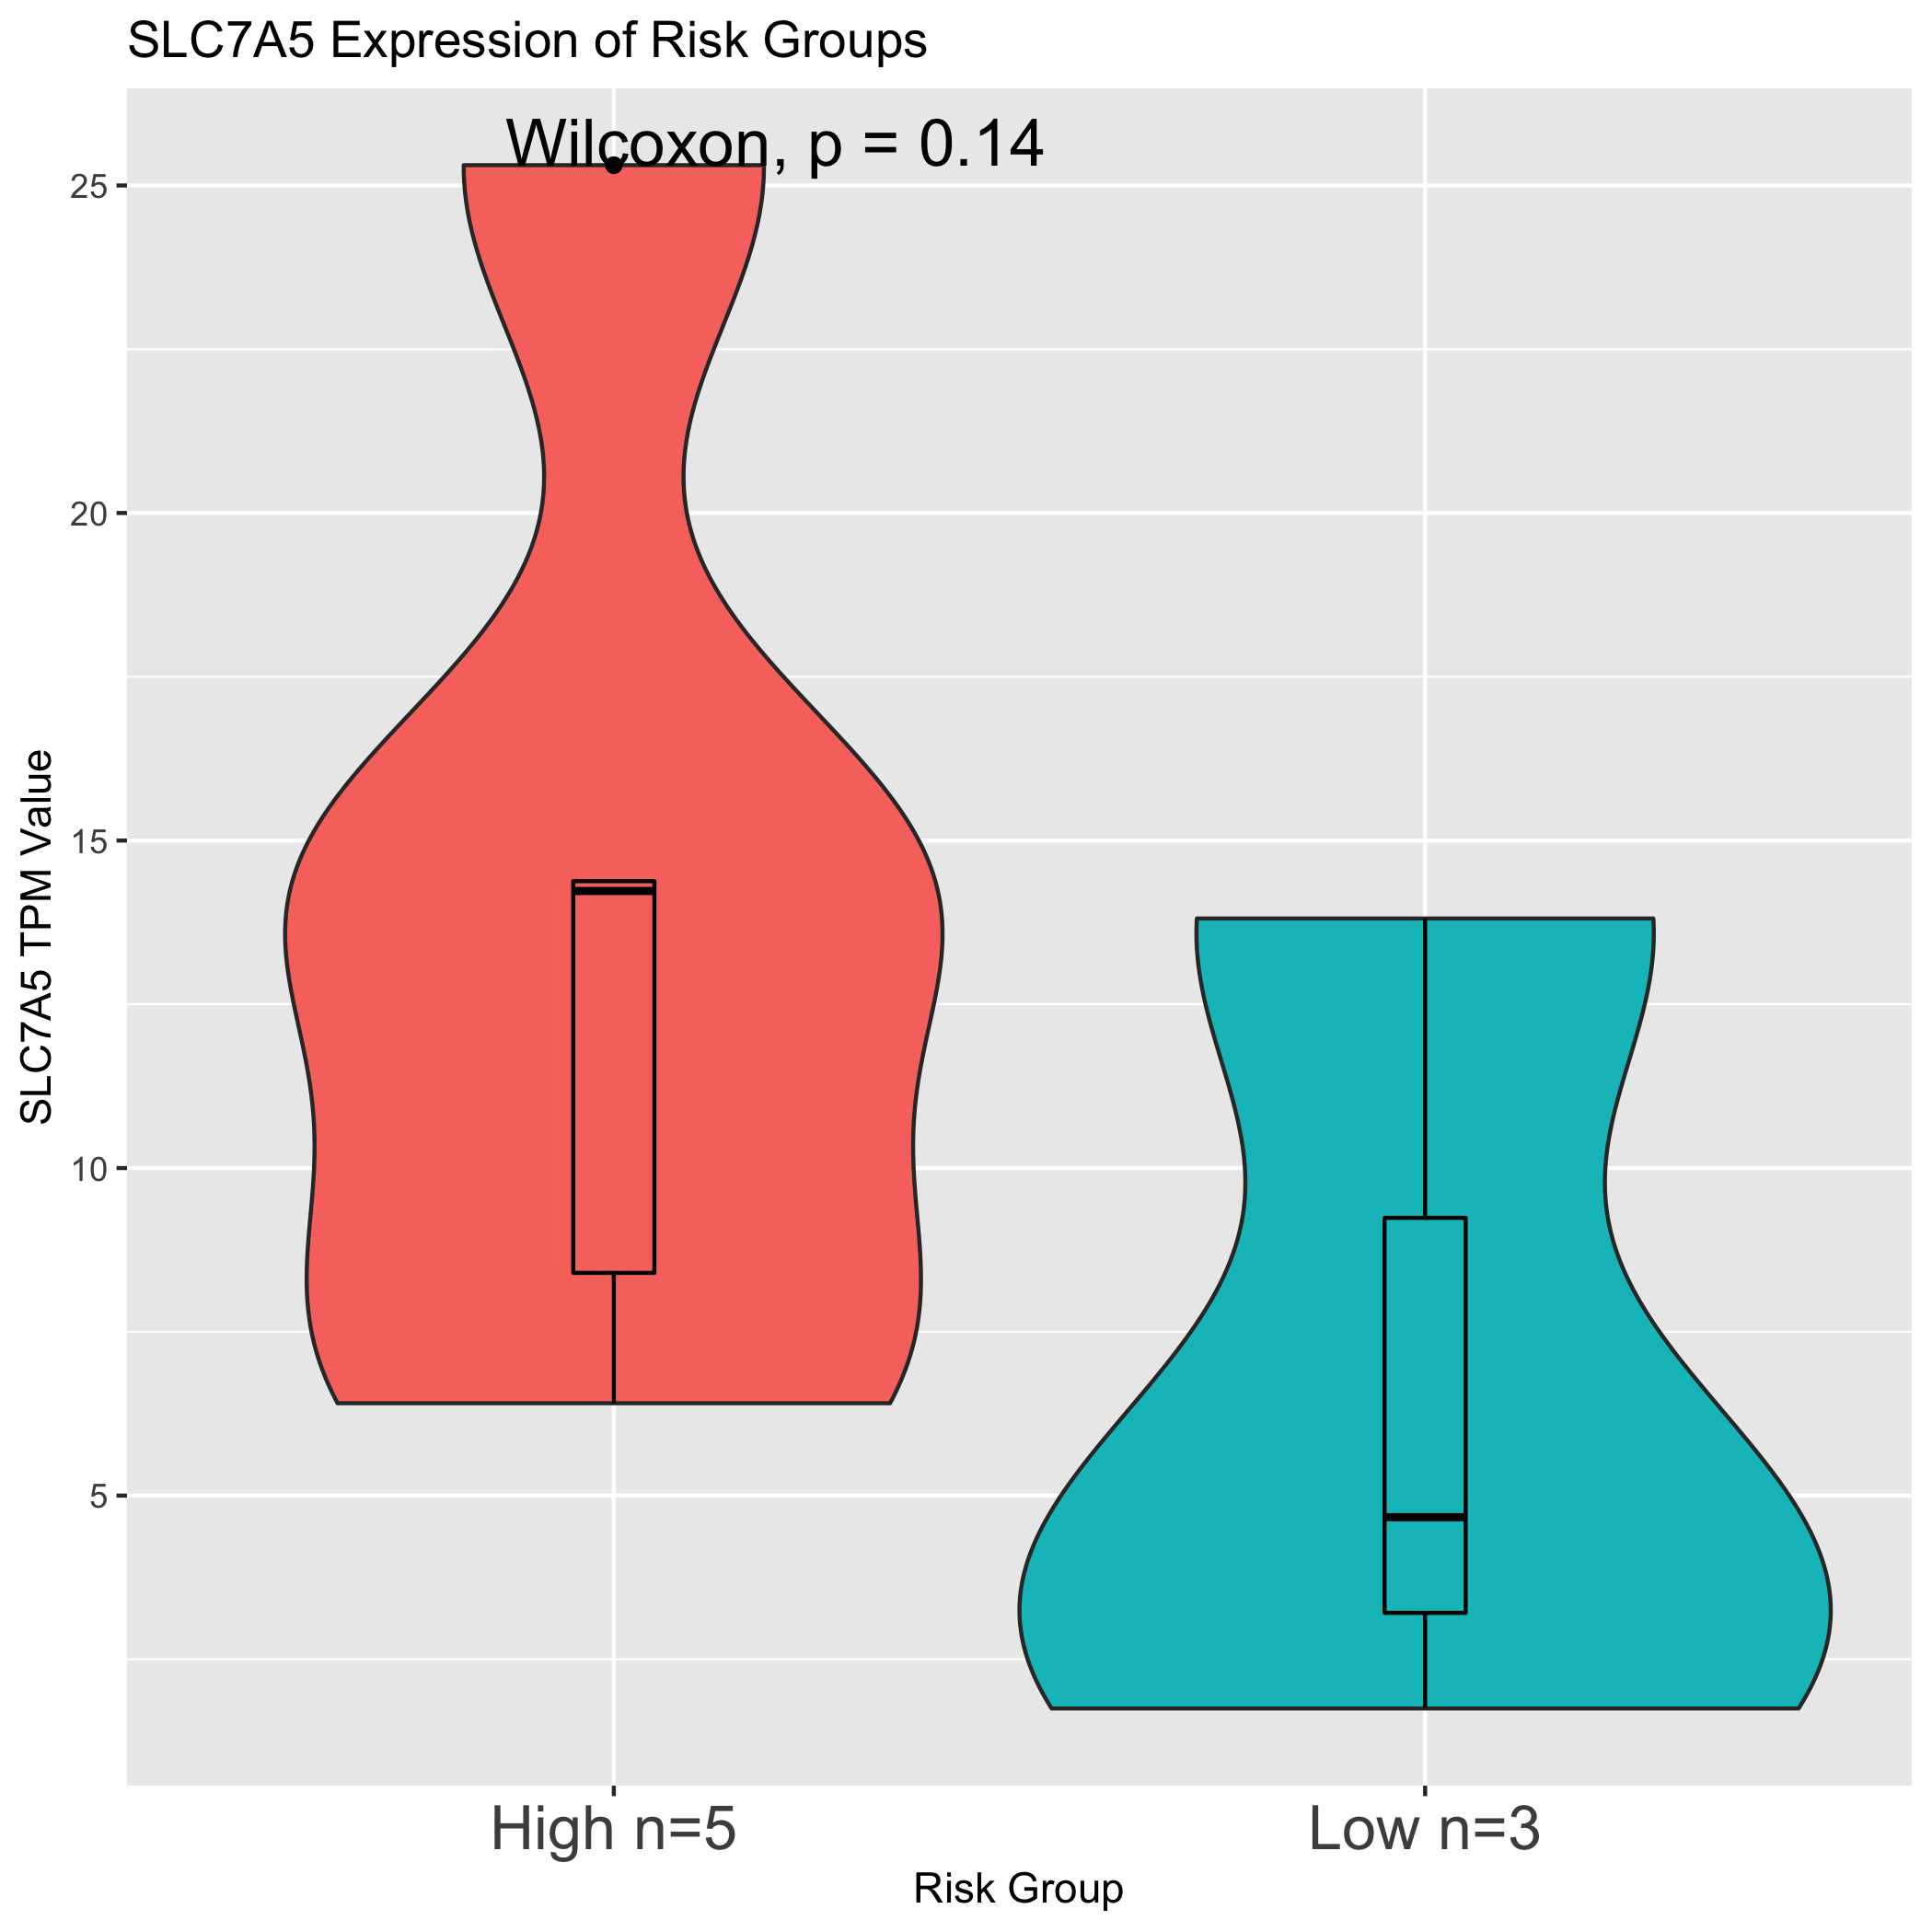 SLC7A5 Expression of Risk Groups
Wilcoxon, p = 0.14
25
20
15
10
5
SLC7A5 TPM Value
High n=5
Low n=3
Risk Group